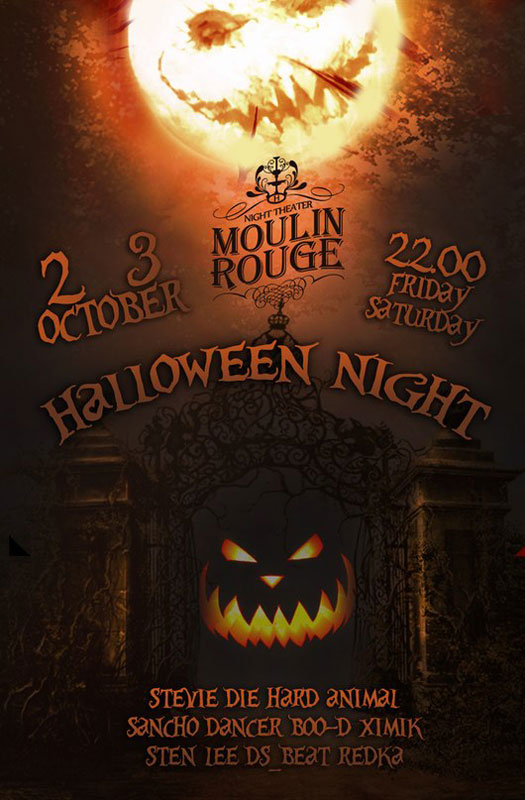 NIGHT THEATER
MOULIN
ROUGE
2 3
OCTOBER
22.00
FRIDAY
SATURDAY
HALLOWEEN NIGHT
STEVIE DIE HARD ANIMAL
SANCHO DANCER BOO-D XIMIK
STEN LEE DS_BEAT REDKA